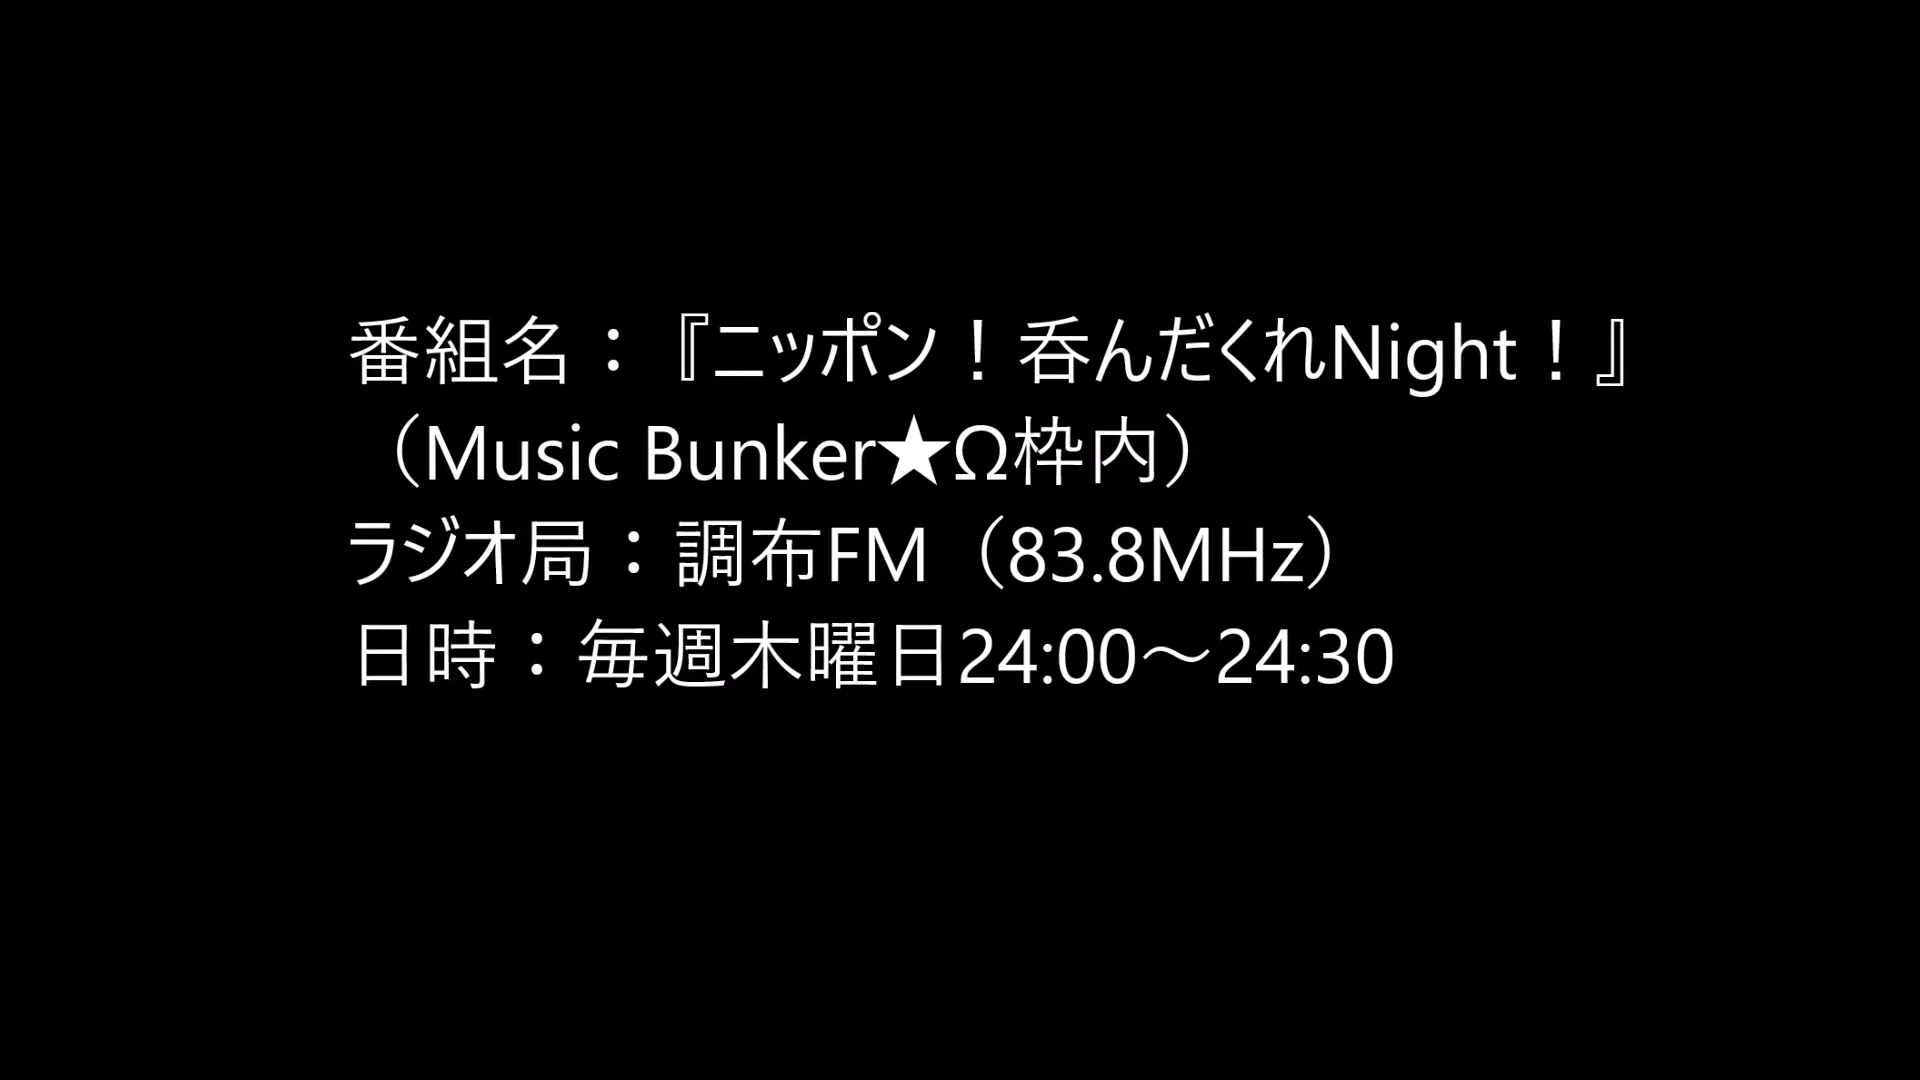 番組名：『ニッポン！呑んだくれNight！』
（Music Bunker★Ω枠内）
ラジオ局：調布FM（83.8MHz）
日時：毎週木曜日24:00～24:30